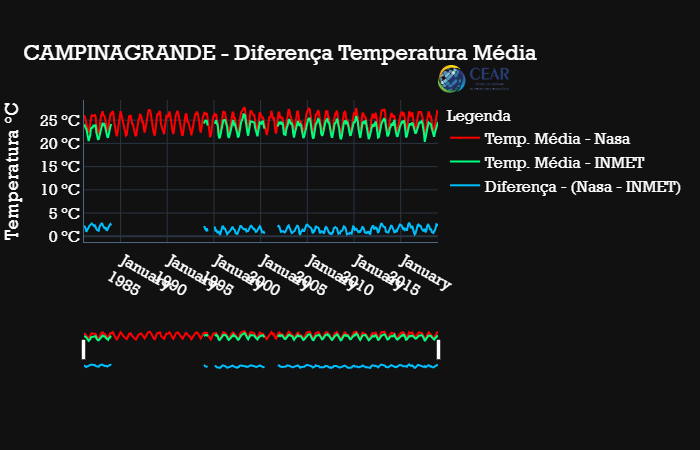 CAMPINAGRANDE - Diferença Temperatura Média
CEAR
Temperatura °C
25 °C
20 °C
15 °C
10 °C
5 °C
0 °C
January 1985
January 1990
January 1995
January 2000
January 2005
January 2010
January 2015
Legenda
Temp. Média - Nasa
Temp. Média - INMET
Diferença - (Nasa - INMET)